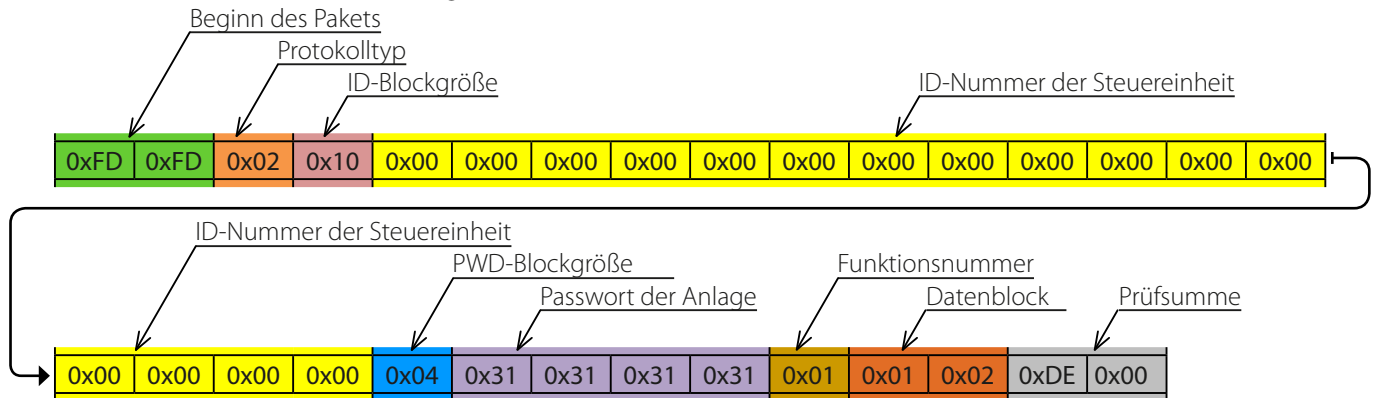 Beginn des Pakets
Protokolltyp
ID-Blockgröße
ID-Nummer der Steuereinheit
0xFD 0xFD 0x02 0x10 0x00 0x00 0x00 0x00 0x00 0x00 0x00 0x00 0x00 0x00 0x00 0x00
ID-Nummer der Steuereinheit
PWD-Blockgröße
Funktionsnummer
Passwort der Anlage
Datenblock
Prüfsumme
0x00 0x00 0x00 0x00 0x04 0x31 0x31 0x31 0x31 0x01 0x01 0x02 0xDE 0x00